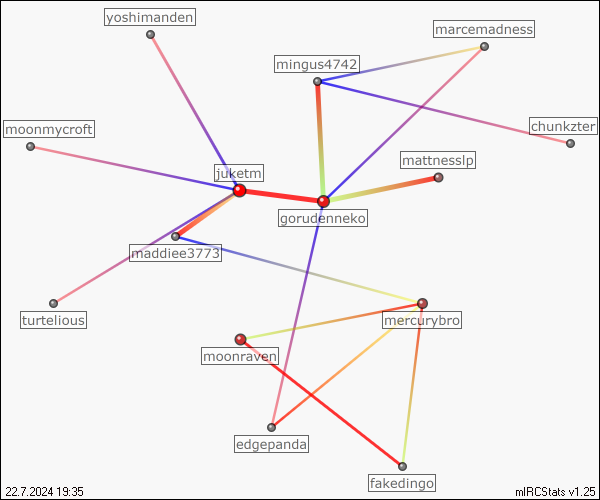 yoshimanden
marcemadness
mingus4742
moonmycroft
chunkzter
mattnesslp
juketm
gorudenneko
maddiee3773
turtelious
mercurybro
moonraven
edgepanda
fakedingo
22.7.2024 19:35
mIRCStats v1.25